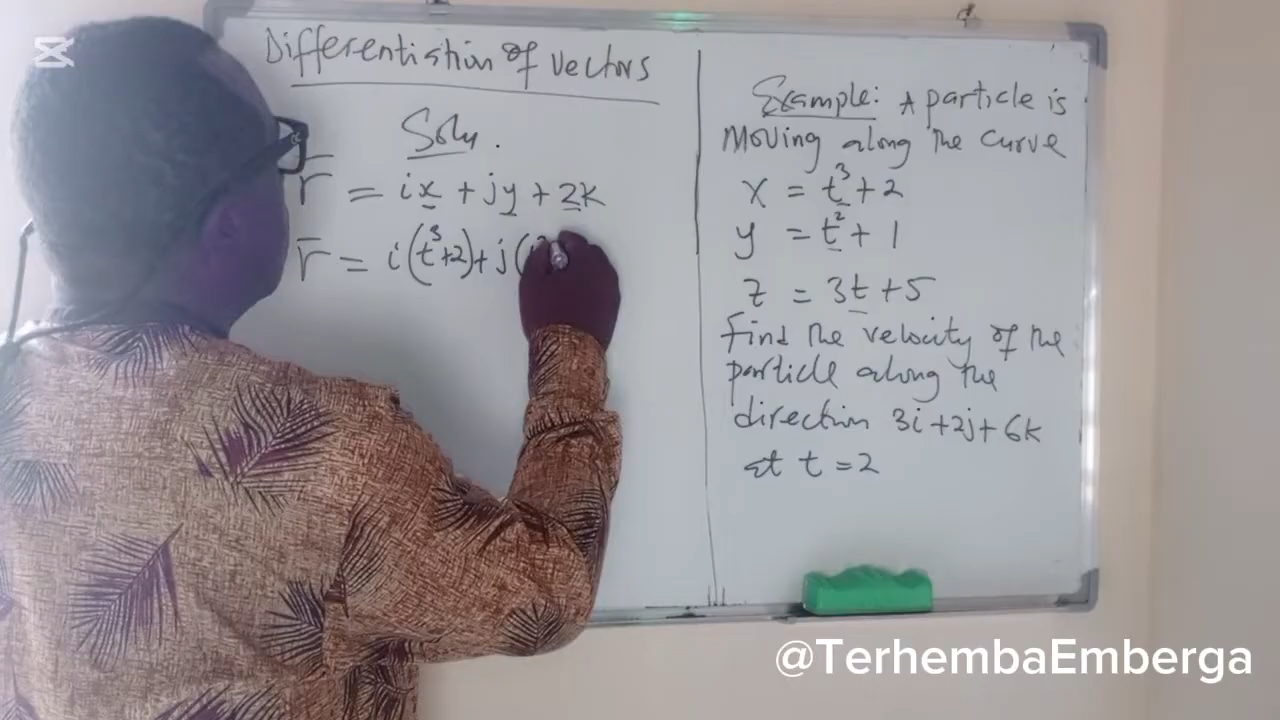 Differentiation of vectors
Soln.
r̅ = ix + jy + zk
r̅ = i(t³+2)+j(
Example: A particle is
moving along the curve
x = t³+2
y = t²+1
z = 3t+5
Find the velocity of the
particle along the
direction 3i+2j+6k
at t=2
@TerhembaEmberga